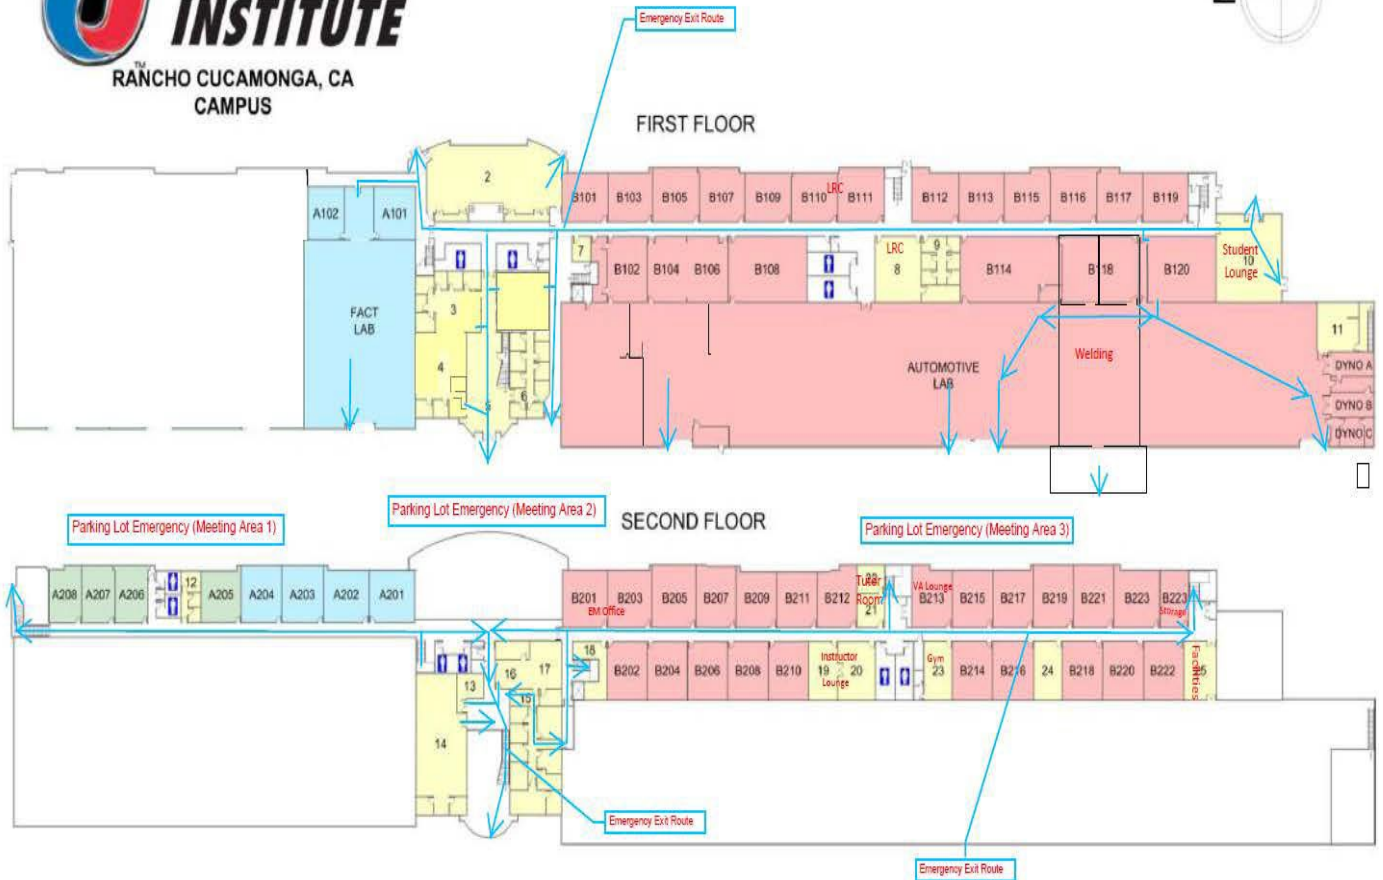 INSTITUTE
TM
RANCHO CUCAMONGA, CA
CAMPUS
Emergency Exit Route
FIRST FLOOR
2
A102
A101
B101
B103
B105
B107
B109
B110
LRC
B111
B112
B113
B115
B116
B117
B119
7
B102
B104
B106
B108
LRC
8
9
B114
B118
B120
Student
Lounge
10
FACT
LAB
3
4
5
6
AUTOMOTIVE
LAB
Welding
11
DYNO A
DYNO B
DYNO C
Parking Lot Emergency (Meeting Area 1)
Parking Lot Emergency (Meeting Area 2)
SECOND FLOOR
Parking Lot Emergency (Meeting Area 3)
A208
A207
A206
12
A205
A204
A203
A202
A201
B201
EM Office
B203
B205
B207
B209
B211
B212
22
Tutor
Room
21
VA Lounge
B213
B215
B217
B219
B221
B223
B223
Storage
13
14
15
16
17
18
B202
B204
B206
B208
B210
Instructor
19
20
Lounge
Gym
23
B214
B216
24
B218
B220
B222
Facilities
25
Emergency Exit Route
Emergency Exit Route